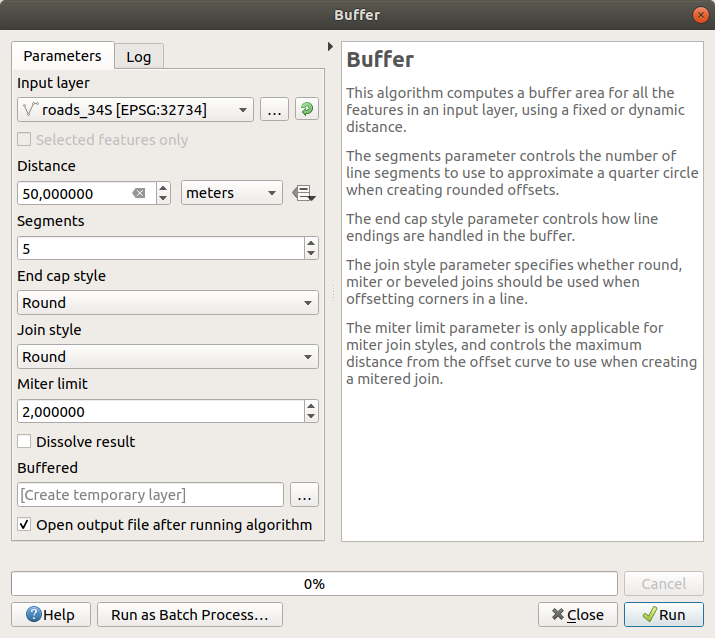 Buffer
Parameters
Log
Input layer
roads_34S [EPSG:32734]
...
Selected features only
Distance
50,000000
meters
Segments
5
End cap style
Round
Join style
Round
Miter limit
2,000000
Dissolve result
Buffered
[Create temporary layer]
...
Open output file after running algorithm
Buffer
This algorithm computes a buffer area for all the
features in an input layer, using a fixed or dynamic
distance.
The segments parameter controls the number of
line segments to use to approximate a quarter circle
when creating rounded offsets.
The end cap style parameter controls how line
endings are handled in the buffer.
The join style parameter specifies whether round,
miter or beveled joins should be used when
offsetting corners in a line.
The miter limit parameter is only applicable for
miter join styles, and controls the maximum
distance from the offset curve to use when creating
a mitered join.
0%
Cancel
Help
Run as Batch Process…
Close
Run